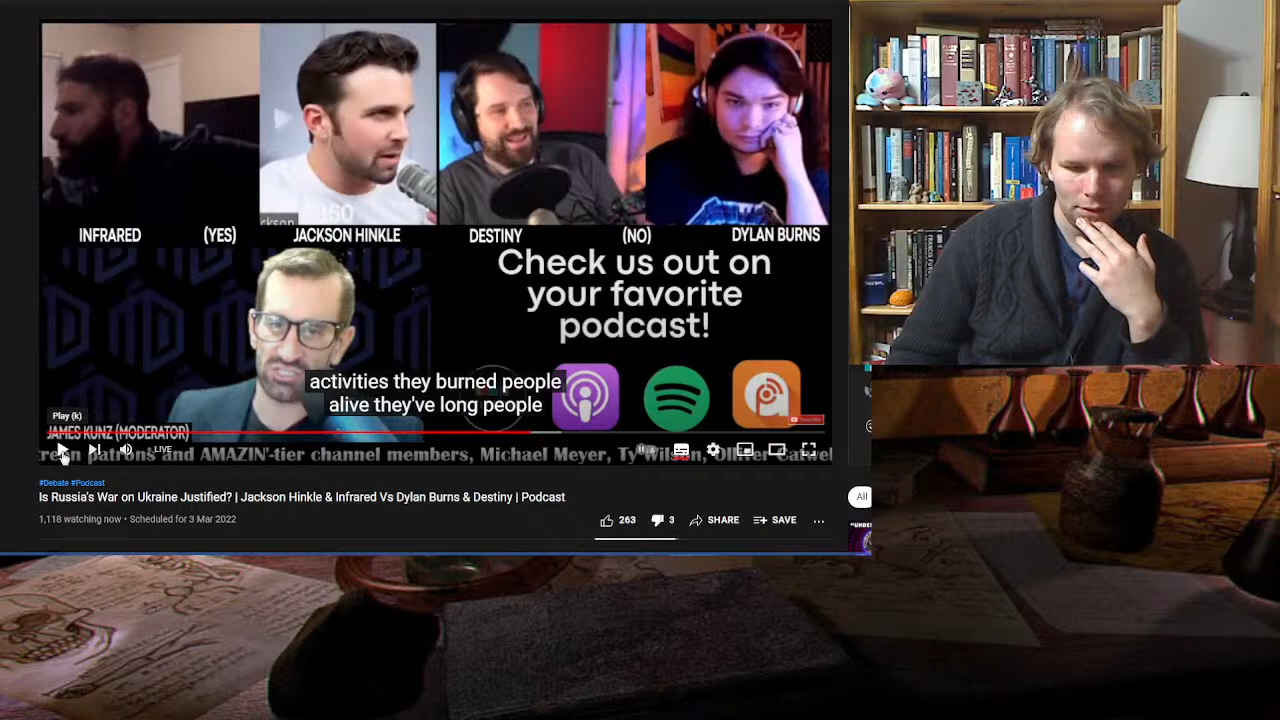 INFRARED
(YES)
JACKSON HINKLE
DESTINY
(NO)
DYLAN BURNS
Check us out on
your favorite
podcast!
activities they burned people
alive they've long people
Play (k)
JAMES KUNZ (MODERATOR)
LIVE
Subscribe
patrons and AMAZIN'-tier channel members, Michael Meyer, Ty Wilson,
#Debate #Podcast
Is Russia's War on Ukraine Justified? | Jackson Hinkle & Infrared Vs Dylan Burns & Destiny | Podcast
1,118 watching now • Scheduled for 3 Mar 2022
263
3
SHARE
SAVE
All